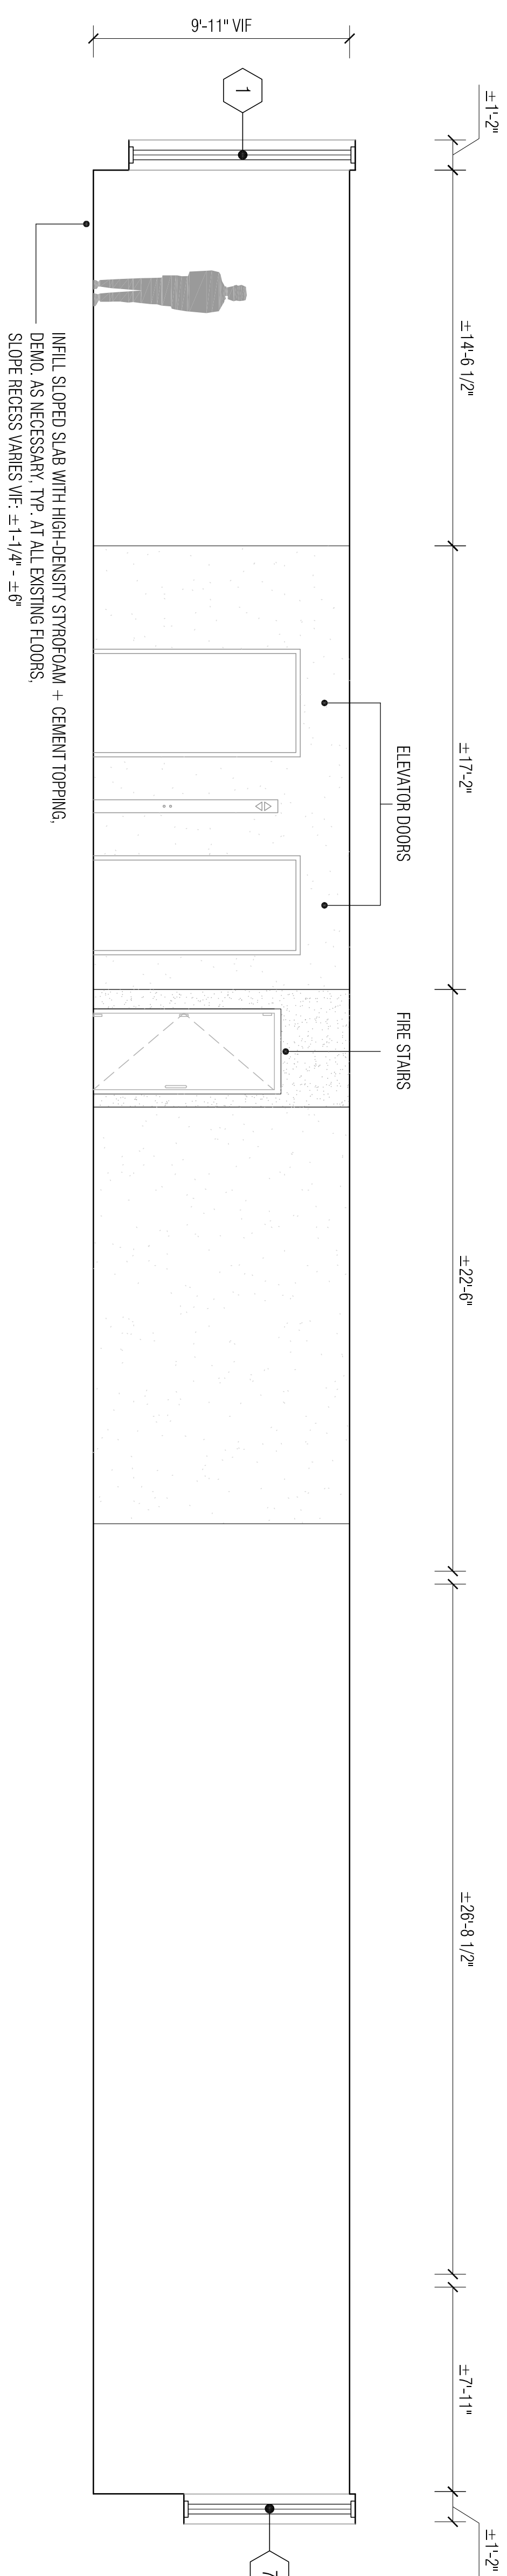 9'-11" VIF
1
±1'-2"
±14'-6 1/2"
±17'-2"
±22'-6"
±26'-8 1/2"
±7'-11"
±1'-2"
ELEVATOR DOORS
FIRE STAIRS
INFILL SLOPED SLAB WITH HIGH-DENSITY STYROFOAM + CEMENT TOPPING,
DEMO. AS NECESSARY, TYP. AT ALL EXISTING FLOORS,
SLOPE RECESS VARIES VIF: ±1-1/4" - ±6"
7